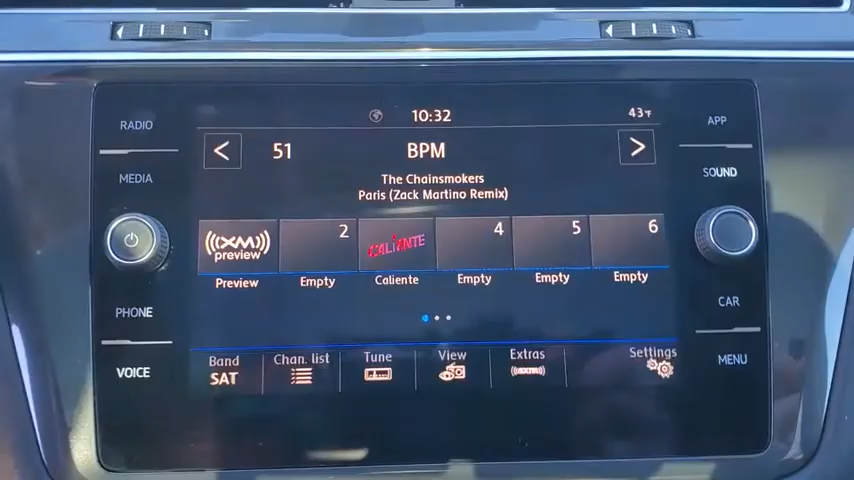 10:32
43°F
RADIO
APP
< 51 BPM >
MEDIA
SOUND
The Chainsmokers
Paris (Zack Martino Remix)
((XM)) preview
2
CALIENTE
4
5
6
Preview
Empty
Caliente
Empty
Empty
Empty
PHONE
CAR
VOICE
MENU
Band
SAT
Chan. list
Tune
View
Extras
Settings